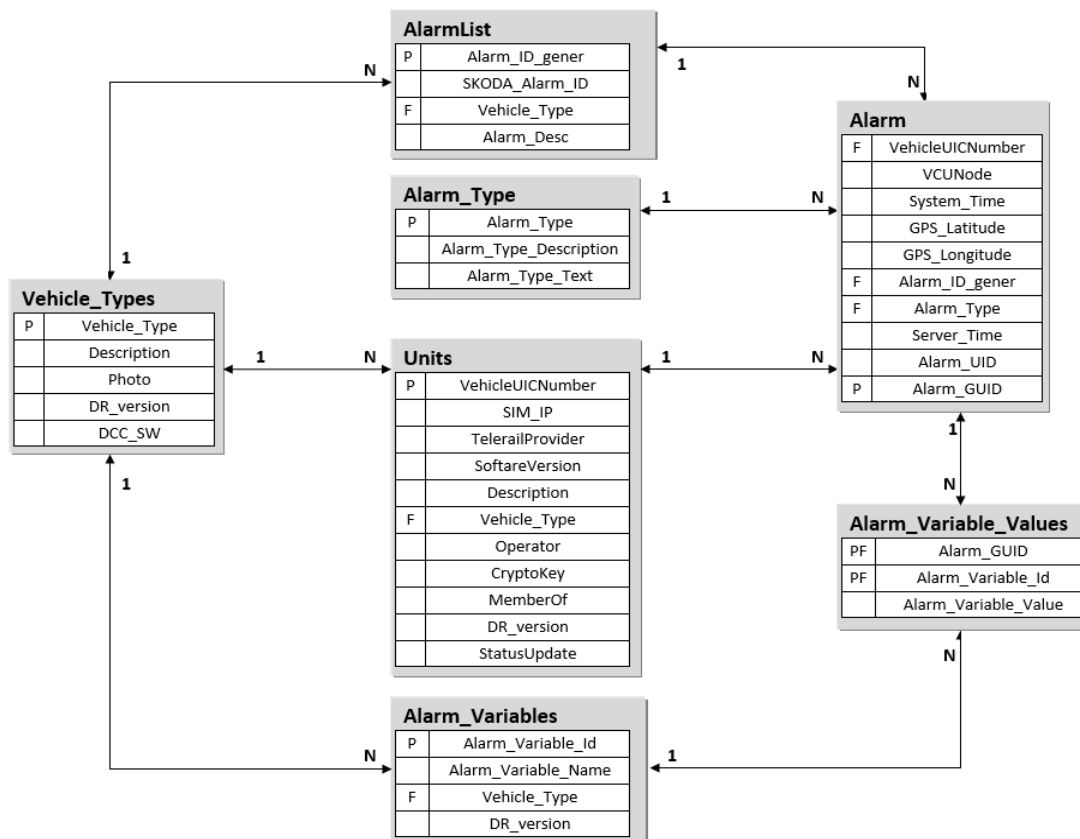 AlarmList
P Alarm_ID_gener
SKODA_Alarm_ID
F Vehicle_Type
Alarm_Desc
N
1
N
1
Alarm_Type
P Alarm_Type
Alarm_Type_Description
Alarm_Type_Text
1
N
Alarm
F VehicleUICNumber
VCUNode
System_Time
GPS_Latitude
GPS_Longitude
F Alarm_ID_gener
F Alarm_Type
Server_Time
Alarm_UID
P Alarm_GUID
Vehicle_Types
P Vehicle_Type
Description
Photo
DR_version
DCC_SW
1
N
1
Units
P VehicleUICNumber
SIM_IP
TelerailProvider
SoftareVersion
Description
F Vehicle_Type
Operator
CryptoKey
MemberOf
DR_version
StatusUpdate
1
N
1
N
Alarm_Variable_Values
PF Alarm_GUID
PF Alarm_Variable_Id
Alarm_Variable_Value
N
Alarm_Variables
P Alarm_Variable_Id
Alarm_Variable_Name
F Vehicle_Type
DR_version
N
1